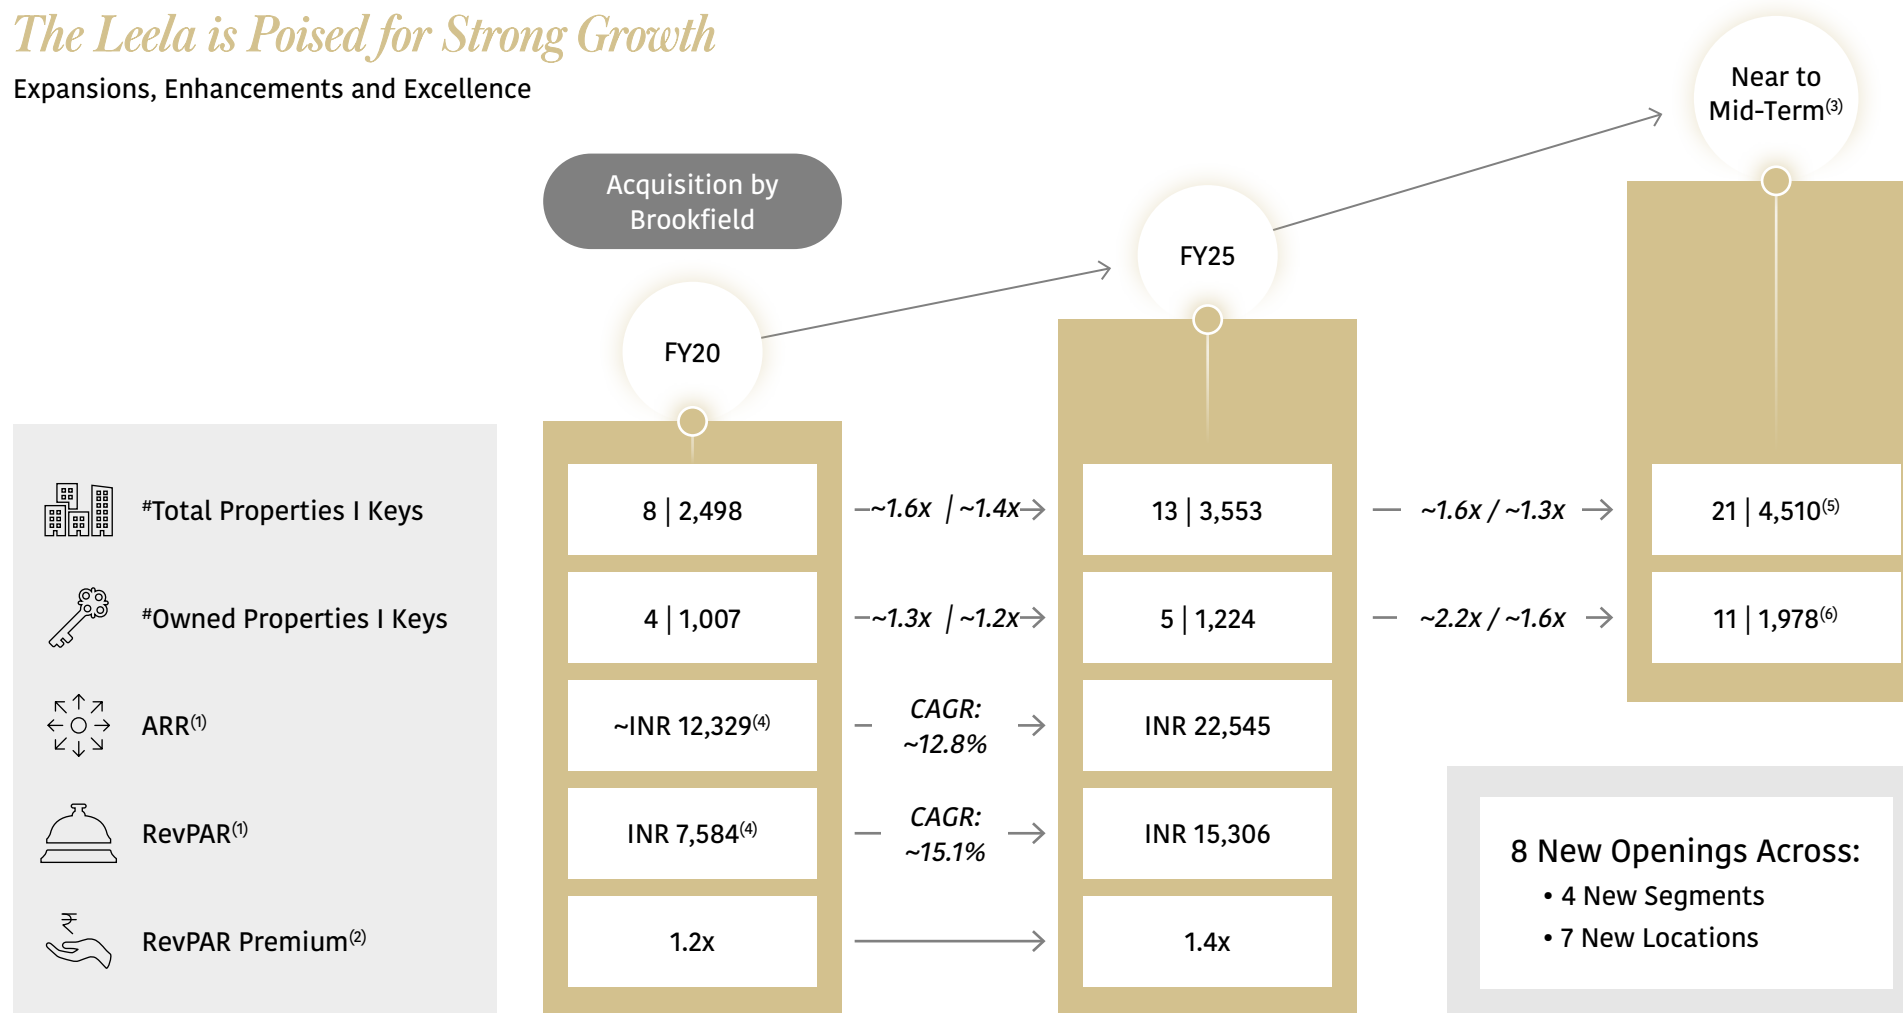 The Leela is Poised for Strong Growth
Expansions, Enhancements and Excellence
Near to
Mid-Term(3)
Acquisition by
Brookfield
FY25
FY20
#Total Properties I Keys
8 | 2,498
~1.6x | ~1.4x
13 | 3,553
~1.6x / ~1.3x
21 | 4,510(5)
#Owned Properties I Keys
4 | 1,007
~1.3x | ~1.2x
5 | 1,224
~2.2x / ~1.6x
11 | 1,978(6)
ARR(1)
~INR 12,329(4)
CAGR:
~12.8%
INR 22,545
RevPAR(1)
INR 7,584(4)
CAGR:
~15.1%
INR 15,306
₹
RevPAR Premium(2)
1.2x
1.4x
8 New Openings Across:
• 4 New Segments
• 7 New Locations